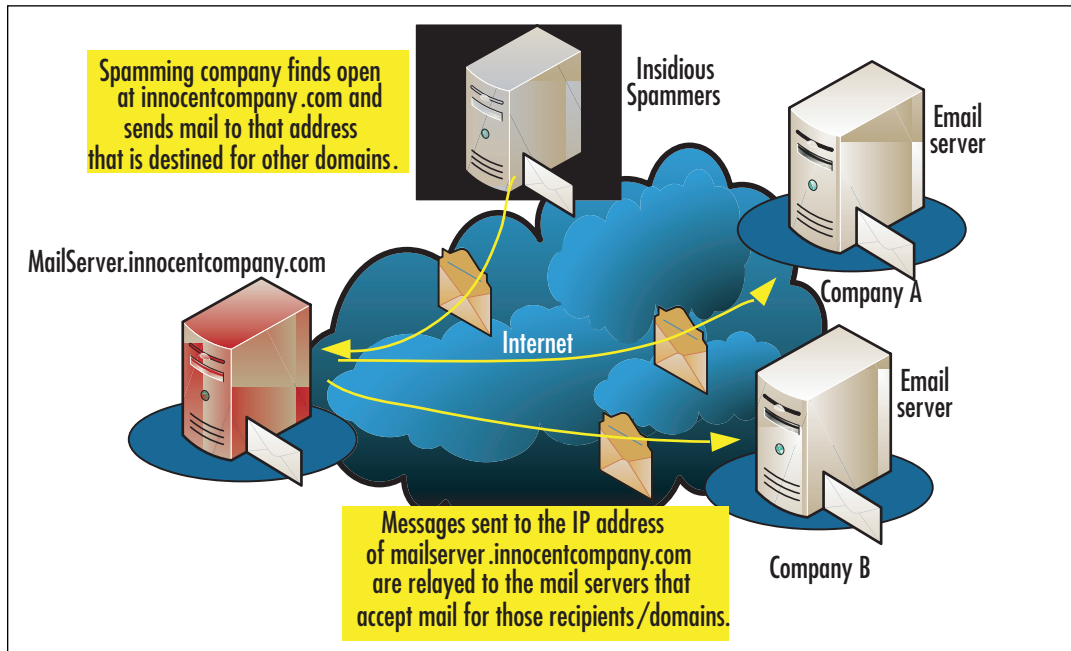 Spamming company finds open
at innocentcompany.com and
sends mail to that address
that is destined for other domains.
Insidious
Spammers
Email
server
MailServer.innocentcompany.com
Company A
Internet
Email
server
Messages sent to the IP address
of mailserver.innocentcompany.com
are relayed to the mail servers that
accept mail for those recipients/domains.
Company B